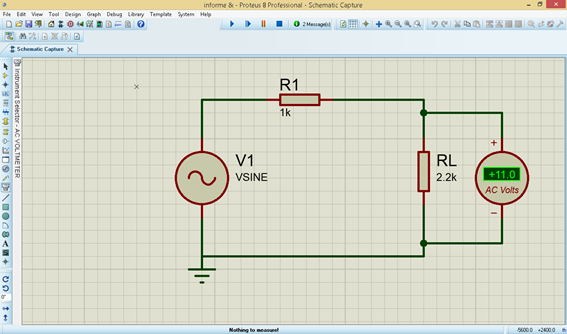 informe & - Proteus 8 Professional - Schematic Capture
File Edit View Tool Design Graph Debug Library Template System Help
2 Message(s)
Schematic Capture
Instrument Selector - AC VOLTMETER
R1
1k
V1
VSINE
RL
2.2k
+
+11.0
AC Volts
−
A
0°
Nothing to measure!
-5600.0
+2400.0
th